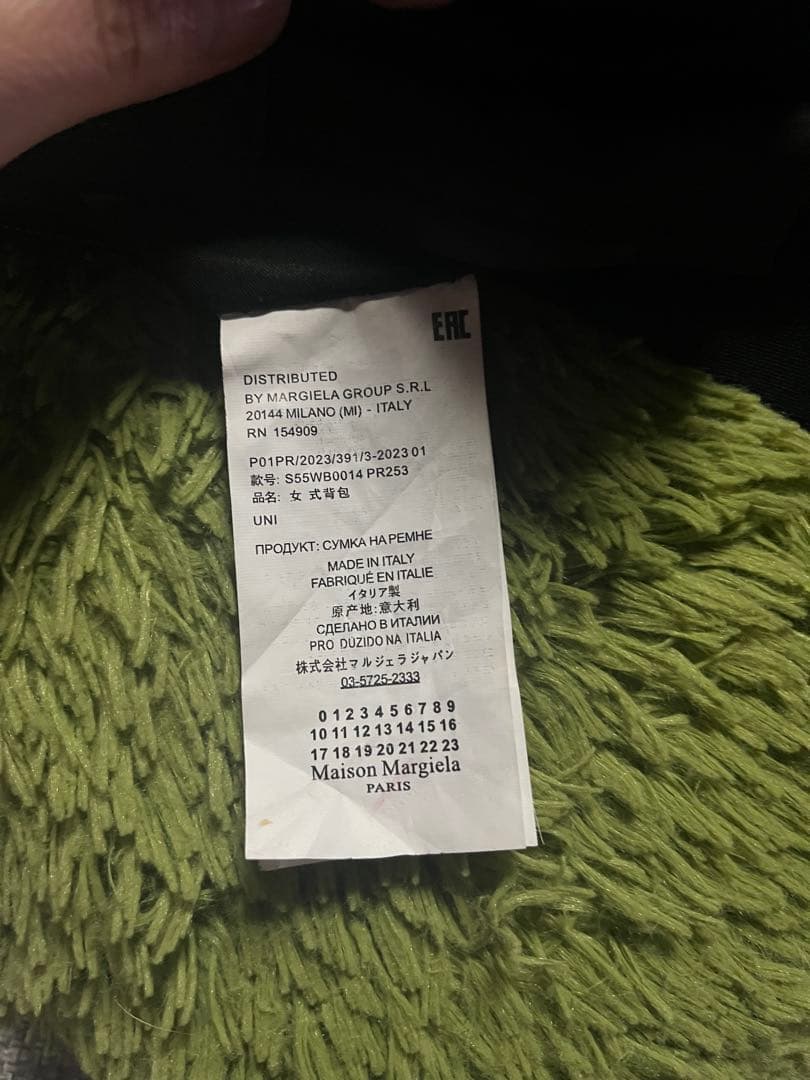 EAC
DISTRIBUTED
BY MARGIELA GROUP S.R.L
20144 MILANO (MI) - ITALY
RN 154909
P01PR/2023/391/3-2023 01
款号: S55WB0014 PR253
品名: 女 式背包
UNI
ПРОДУКТ: СУМКА НА РЕМНЕ
MADE IN ITALY
FABRIQUÉ EN ITALIE
イタリア製
原产地:意大利
СДЕЛАНО В ИТАЛИИ
PRO DUZIDO NA ITALIA
株式会社マルジェラジャパン
03-5725-2333
0 1 2 3 4 5 6 7 8 9
10 11 12 13 14 15 16
17 18 19 20 21 22 23
Maison Margiela
PARIS